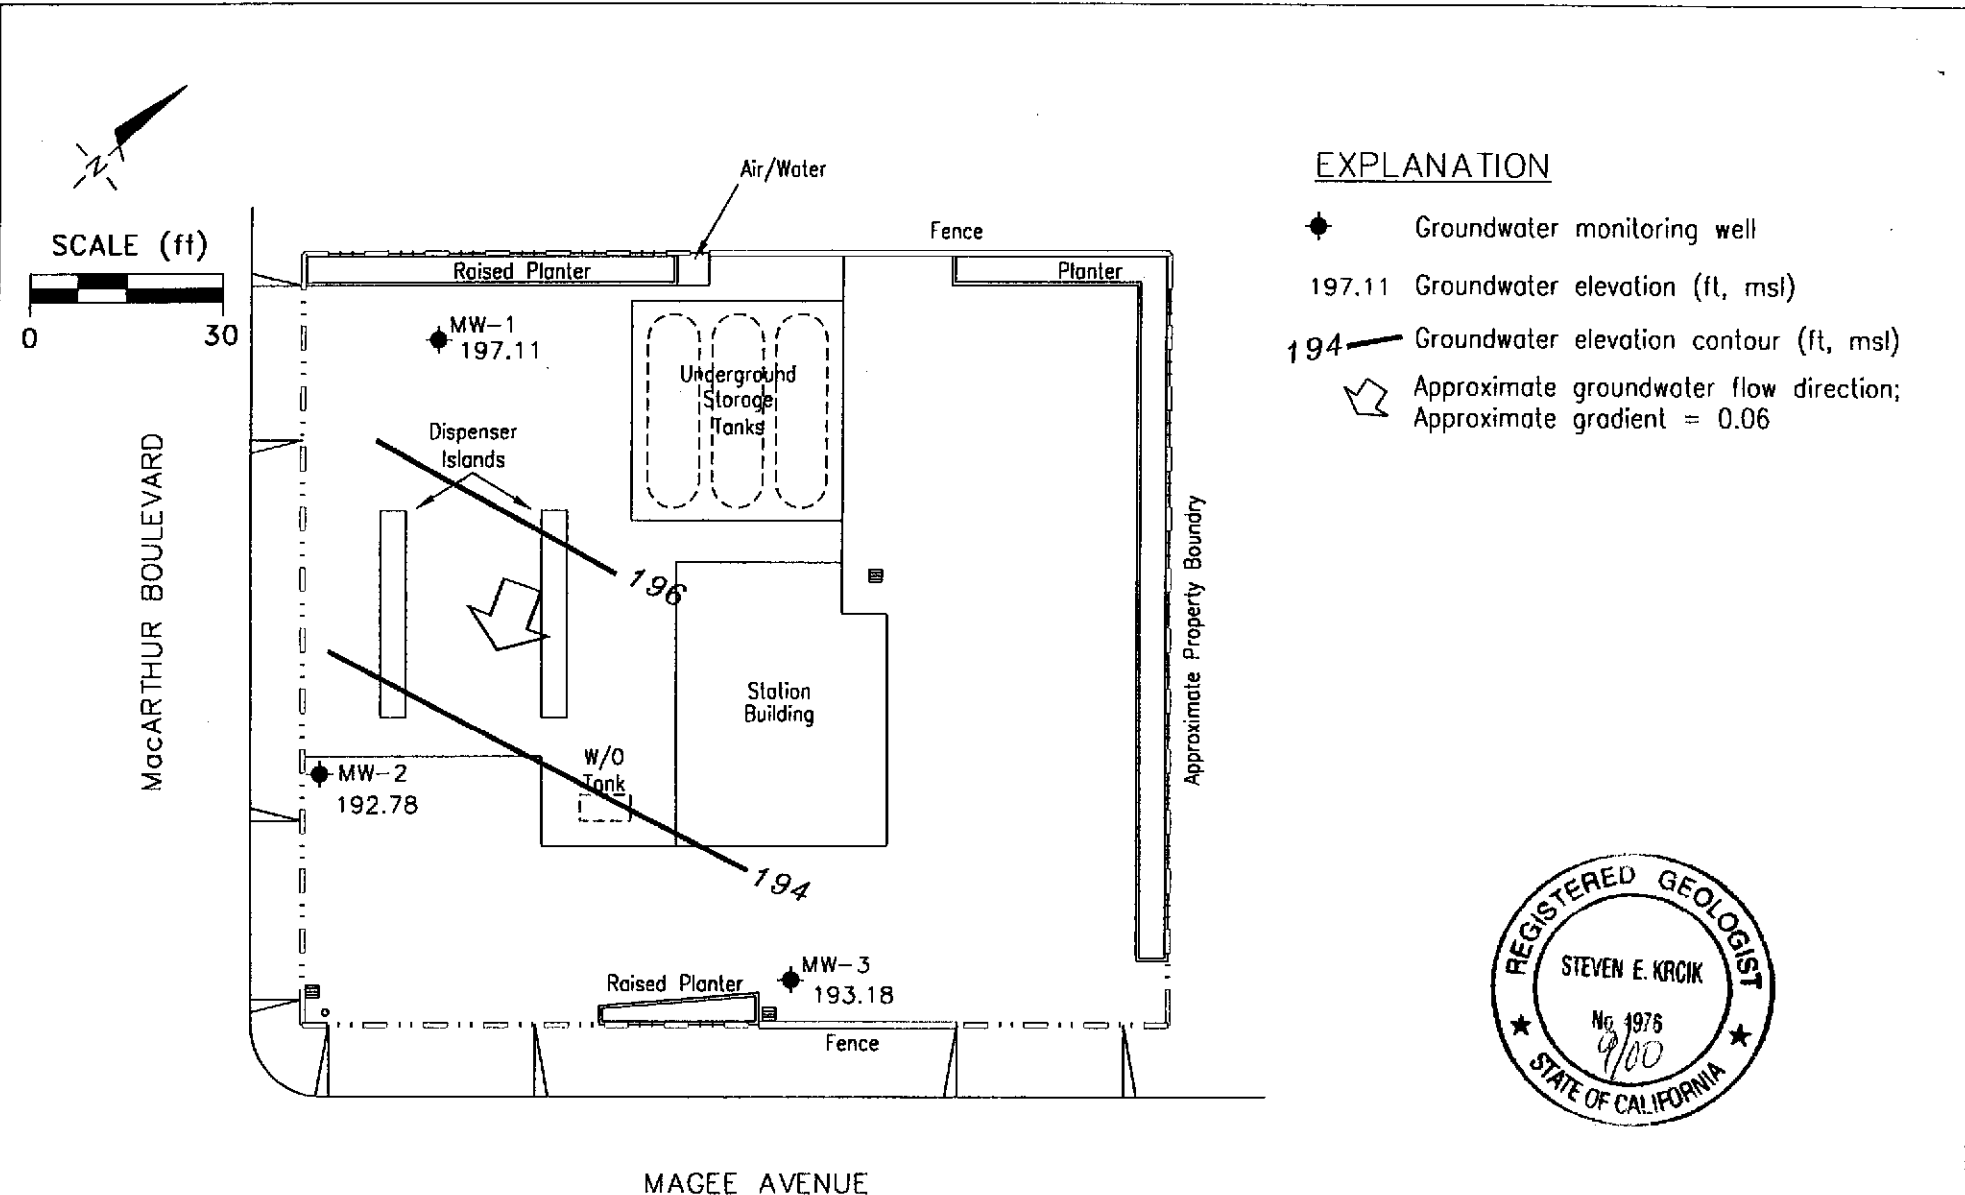 N
SCALE (ft)
0 30
Air/Water
Fence
Raised Planter
Planter
MW-1
197.11
Underground
Storage
Tanks
Dispenser
Islands
196
MacARTHUR BOULEVARD
Approximate Property Boundry
Station
Building
W/O
Tank
MW-2
192.78
194
MW-3
193.18
Raised Planter
Fence
MAGEE AVENUE
EXPLANATION
Groundwater monitoring well
197.11 Groundwater elevation (ft, msl)
194 Groundwater elevation contour (ft, msl)
Approximate groundwater flow direction;
Approximate gradient = 0.06
REGISTERED GEOLOGIST
STEVEN E. KRCIK
No. 1976
9/00
STATE OF CALIFORNIA